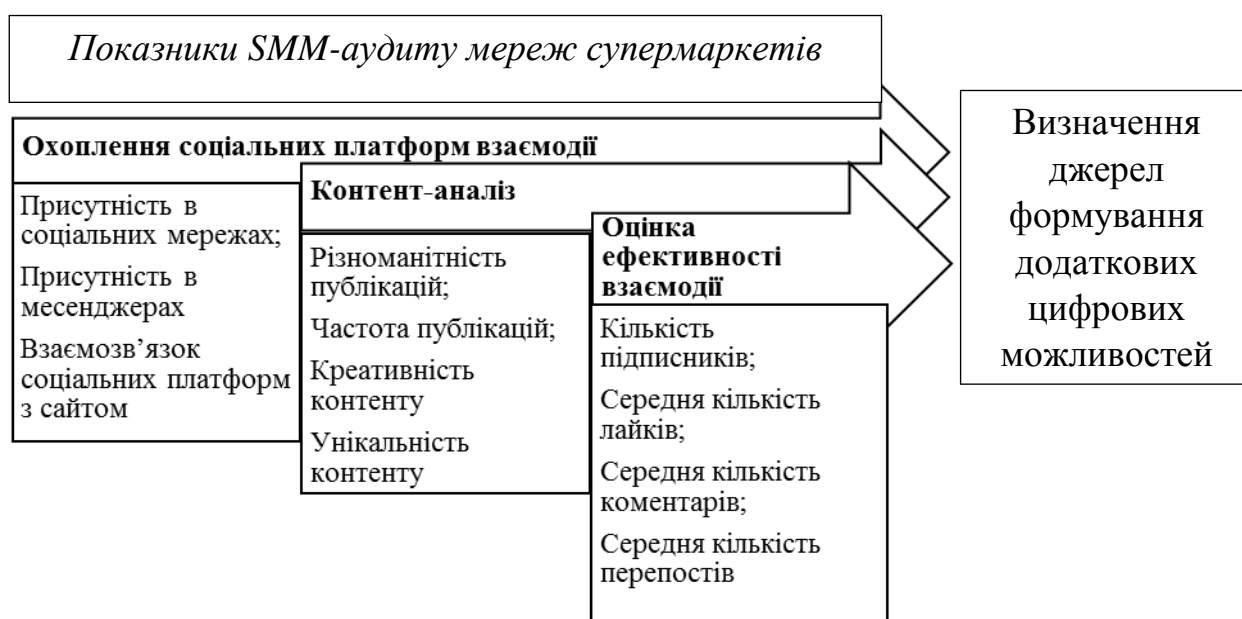 Показники SMM-аудиту мереж супермаркетів
Охоплення соціальних платформ взаємодії
Присутність в
соціальних мережах;
Присутність в
месенджерах
Взаємозв’язок
соціальних платформ
з сайтом
Контент-аналіз
Різноманітність
публікацій;
Частота публікацій;
Креативність
контенту
Унікальність
контенту
Оцінка
ефективності
взаємодії
Кількість
підписників;
Середня кількість
лайків;
Середня кількість
коментарів;
Середня кількість
перепостів
Визначення
джерел
формування
додаткових
цифрових
можливостей